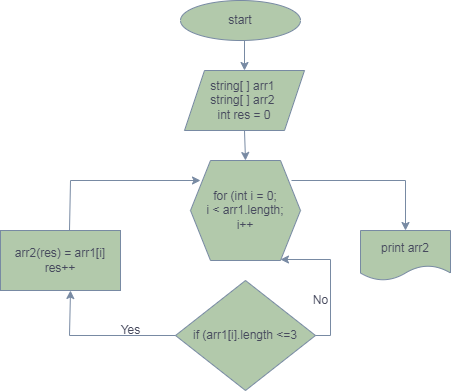 start
string[ ] arr1
string[ ] arr2
int res = 0
for (int i = 0;
i < arr1.length;
i++
print arr2
arr2(res) = arr1[i]
res++
No
Yes
if (arr1[i].length <=3